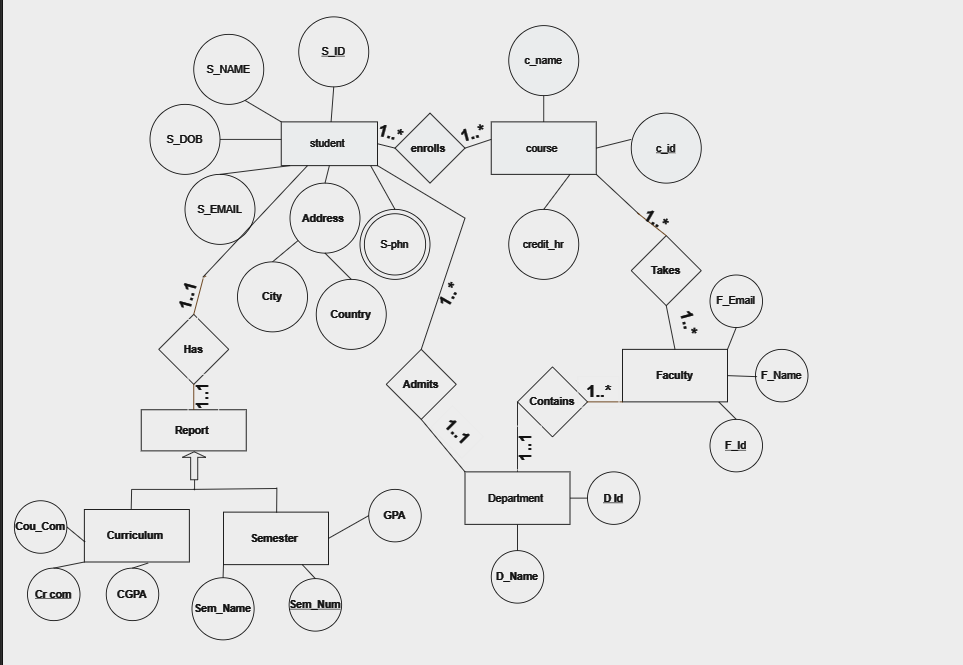 S_ID
S_NAME
c_name
S_DOB
student
1..*
enrolls
1..*
course
c_id
S_EMAIL
Address
S-phn
credit_hr
1..*
Takes
City
Country
1..1
1..*
F_Email
1..*
Has
Admits
Contains
1..*
Faculty
F_Name
1..1
Report
1..1
1..1
F_Id
Department
D Id
GPA
Cou_Com
Curriculum
Semester
D_Name
Cr com
CGPA
Sem_Name
Sem_Num